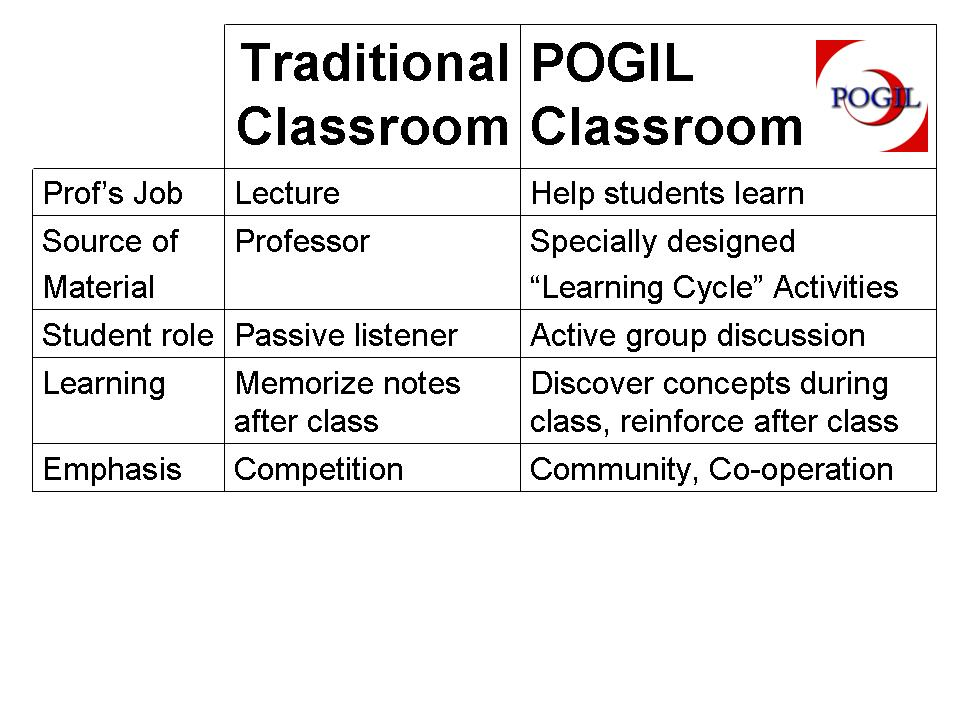 Traditional Classroom
POGIL Classroom
POGIL
Prof’s Job
Lecture
Help students learn
Source of
Material
Professor
Specially designed
“Learning Cycle” Activities
Student role
Passive listener
Active group discussion
Learning
Memorize notes
after class
Discover concepts during
class, reinforce after class
Emphasis
Competition
Community, Co-operation